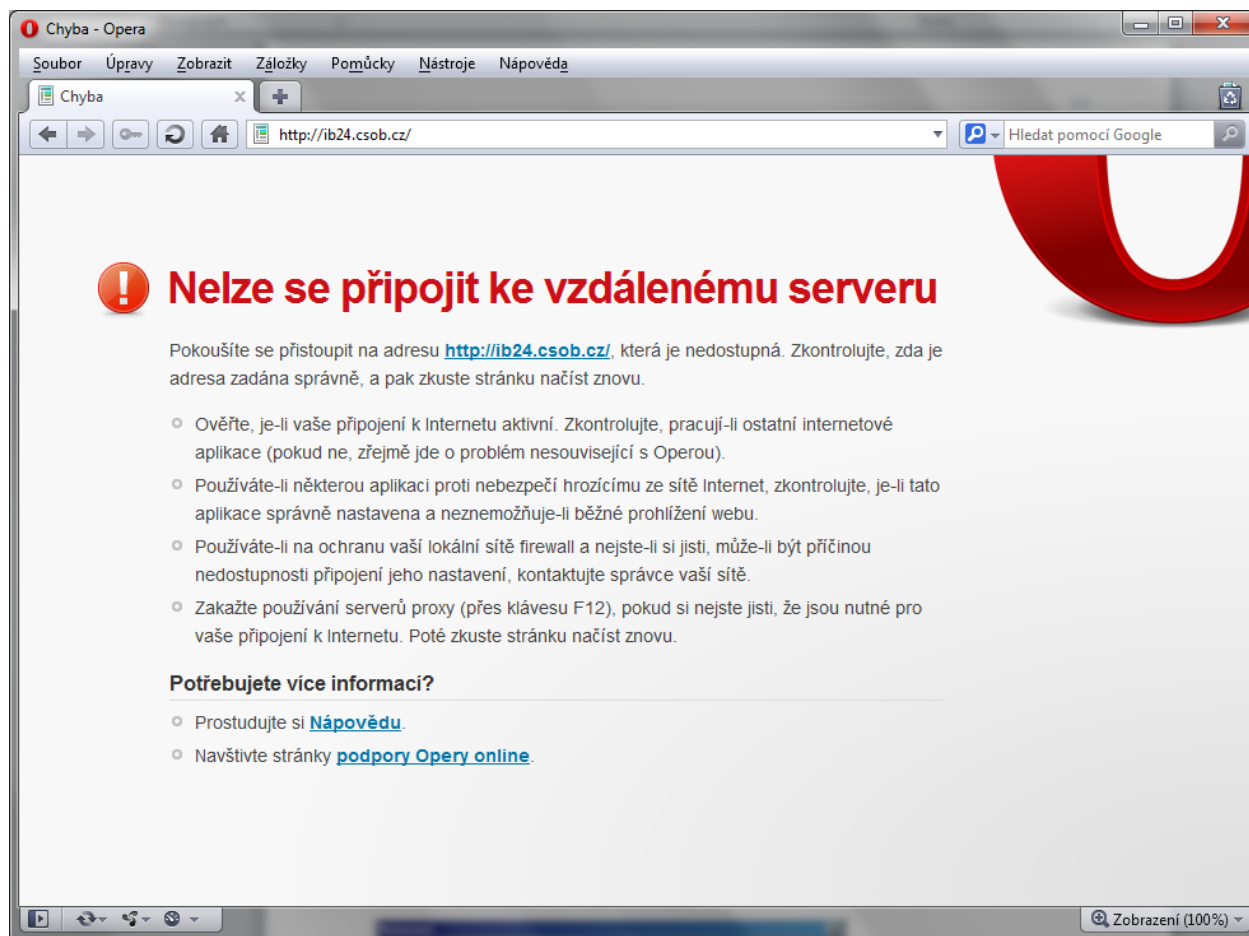 Chyba - Opera
Soubor Úpravy Zobrazit Záložky Pomůcky Nástroje Nápověda
Chyba
http://ib24.csob.cz/ Hledat pomocí Google
Nelze se připojit ke vzdálenému serveru
Pokoušíte se přistoupit na adresu http://ib24.csob.cz/, která je nedostupná. Zkontrolujte, zda je
adresa zadána správně, a pak zkuste stránku načíst znovu.
Ověřte, je-li vaše připojení k Internetu aktivní. Zkontrolujte, pracují-li ostatní internetové
aplikace (pokud ne, zřejmě jde o problém nesouvisející s Operou).
Používáte-li některou aplikaci proti nebezpečí hrozícímu ze sítě Internet, zkontrolujte, je-li tato
aplikace správně nastavena a neznemožňuje-li běžné prohlížení webu.
Používáte-li na ochranu vaší lokální sítě firewall a nejste-li si jisti, může-li být příčinou
nedostupnosti připojení jeho nastavení, kontaktujte správce vaší sítě.
Zakažte používání serverů proxy (přes klávesu F12), pokud si nejste jisti, že jsou nutné pro
vaše připojení k Internetu. Poté zkuste stránku načíst znovu.
Potřebujete více informací?
Prostudujte si Nápovědu.
Navštivte stránky podpory Opery online.
Zobrazení (100%)